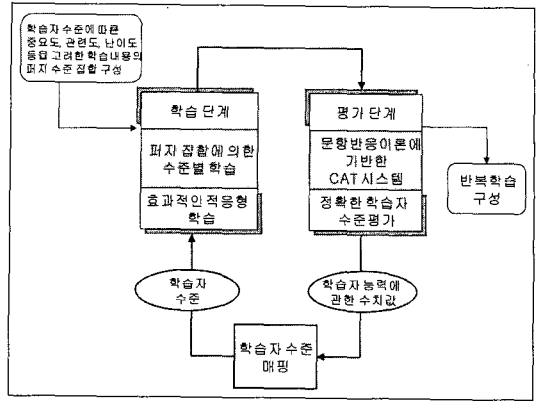 학습자 수준에 따른
중요도, 관련도, 난이도
등을 고려한 학습내용의
퍼지 수준 집합 구성
학습 단계
퍼지 집합에 의한
수준별 학습
효과적인 적응형
학습
평가 단계
문항반응이론에
기반한
CAT 시스템
정확한 학습자
수준평가
반복학습
구성
학습자
수준
학습자 능력에
관한 수치값
학습자 수준
매핑